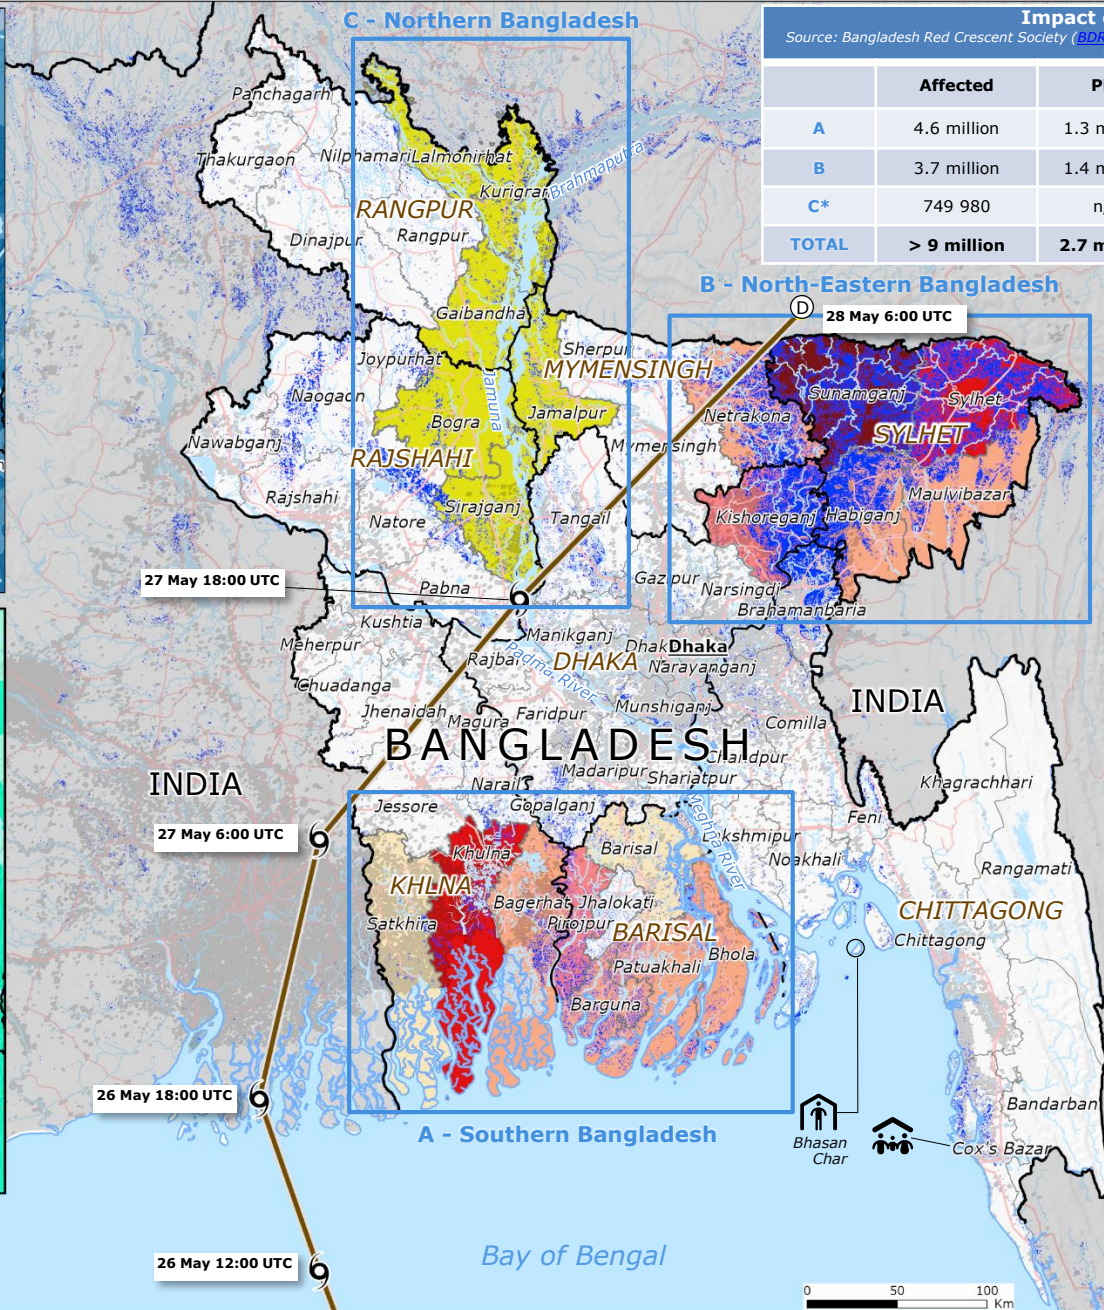 C - Northern Bangladesh
Impact
Source: Bangladesh Red Crescent Society (BDR
Affected
A
4.6 million
1.3 m
B
3.7 million
1.4 m
C*
749 980
TOTAL
> 9 million
2.7 m
Panchagarh
Thakurgaon
Nilphamari
Lalmonirhat
Kurigram
Brahmaputra
RANGPUR
Dinajpur
Rangpur
B - North-Eastern Bangladesh
D
28 May 6:00 UTC
Gaibandha
Sherpur
Joypurhat
MYMENSINGH
Naogaon
Jamuna
Sunamganj
Sylhet
Bogra
Jamalpur
Netrakona
SYLHET
Nawabganj
Mymensingh
RAJSHAHI
Rajshahi
Sirajganj
Maulvibazar
Natore
Tangail
Kishoreganj
Habiganj
27 May 18:00 UTC
Pabna
Gazipur
Narsingdi
Brahamanbaria
Kushtia
Meherpur
Manikganj
Dhak
Dhaka
Rajbari
DHAKA
Narayanganj
Padma River
Chuadanga
Jhenaidah
Magura
Faridpur
Munshiganj
INDIA
Comilla
BANGLADESH
Chandpur
INDIA
Madaripur
Shariatpur
Narail
Khagrachhari
Jessore
Gopalganj
Meghna River
Feni
27 May 6:00 UTC
Lakshmipur
Khulna
Barisal
Noakhali
Rangamati
KHLNA
Bagerhat
Jhalokati
CHITTAGONG
Satkhira
Pirojpur
BARISAL
Chittagong
Patuakhali
Bhola
Barguna
26 May 18:00 UTC
Bandarban
A - Southern Bangladesh
Bhasan
Char
Cox's Bazar
Bay of Bengal
26 May 12:00 UTC
0
50
100
Km